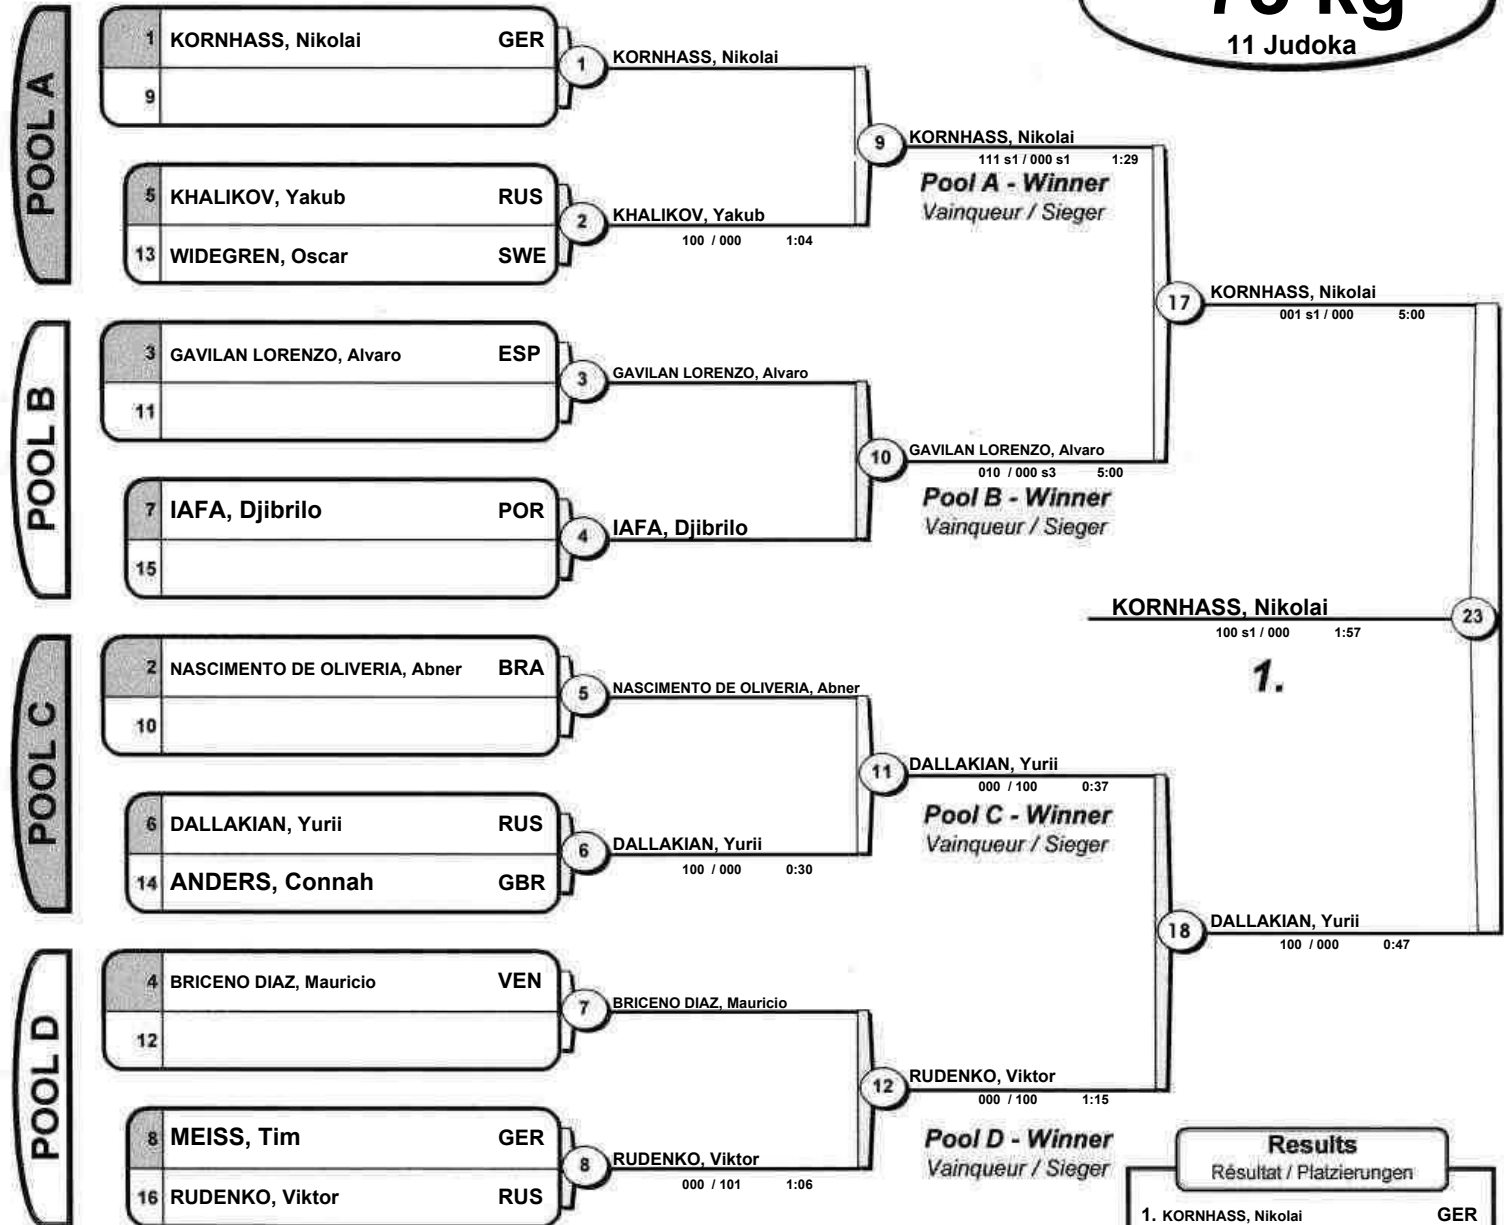 73 kg
11 Judoka
POOL A
1 KORNHASS, Nikolai GER
9
1 KORNHASS, Nikolai
5 KHALIKOV, Yakub RUS
13 WIDEGREN, Oscar SWE
2 KHALIKOV, Yakub
100 / 000 1:04
9 KORNHASS, Nikolai
111 s1 / 000 s1 1:29
Pool A - Winner
Vainqueur / Sieger
POOL B
3 GAVILAN LORENZO, Alvaro ESP
11
3 GAVILAN LORENZO, Alvaro
7 IAFA, Djibrilo POR
15
4 IAFA, Djibrilo
10 GAVILAN LORENZO, Alvaro
010 / 000 s3 5:00
Pool B - Winner
Vainqueur / Sieger
17 KORNHASS, Nikolai
001 s1 / 000 5:00
KORNHASS, Nikolai 23
100 s1 / 000 1:57
1.
POOL C
2 NASCIMENTO DE OLIVERIA, Abner BRA
10
5 NASCIMENTO DE OLIVERIA, Abner
6 DALLAKIAN, Yurii RUS
14 ANDERS, Connah GBR
6 DALLAKIAN, Yurii
100 / 000 0:30
11 DALLAKIAN, Yurii
000 / 100 0:37
Pool C - Winner
Vainqueur / Sieger
18 DALLAKIAN, Yurii
100 / 000 0:47
POOL D
4 BRICENO DIAZ, Mauricio VEN
12
7 BRICENO DIAZ, Mauricio
8 MEISS, Tim GER
16 RUDENKO, Viktor RUS
8 RUDENKO, Viktor
000 / 101 1:06
12 RUDENKO, Viktor
000 / 100 1:15
Pool D - Winner
Vainqueur / Sieger
Results
Résultat / Platzierungen
1. KORNHASS, Nikolai GER